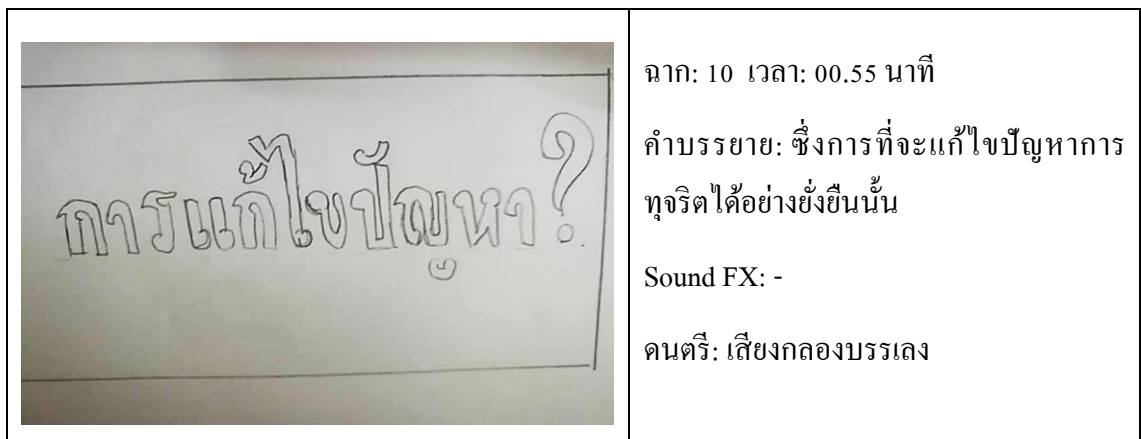 การแก้ไขปัญหา?
ฉาก: 10 เวลา: 00.55 นาที
คำบรรยาย: ซึ่งการที่จะแก้ไขปัญหาการ
ทุจริตได้อย่างยั่งยืนนั้น
Sound FX: -
ดนตรี: เสียงกลองบรรเลง